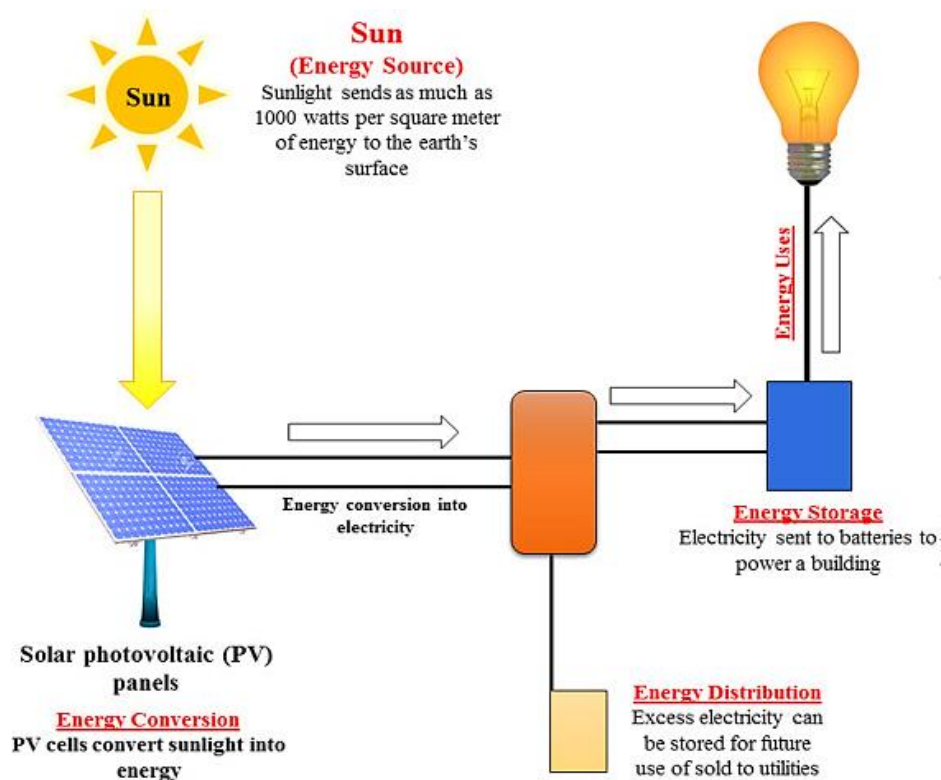 Sun
Sun
(Energy Source)
Sunlight sends as much as
1000 watts per square meter
of energy to the earth's
surface
Energy Uses
Energy conversion into
electricity
Energy Storage
Electricity sent to batteries to
power a building
Solar photovoltaic (PV)
panels
Energy Conversion
PV cells convert sunlight into
energy
Energy Distribution
Excess electricity can
be stored for future
use of sold to utilities